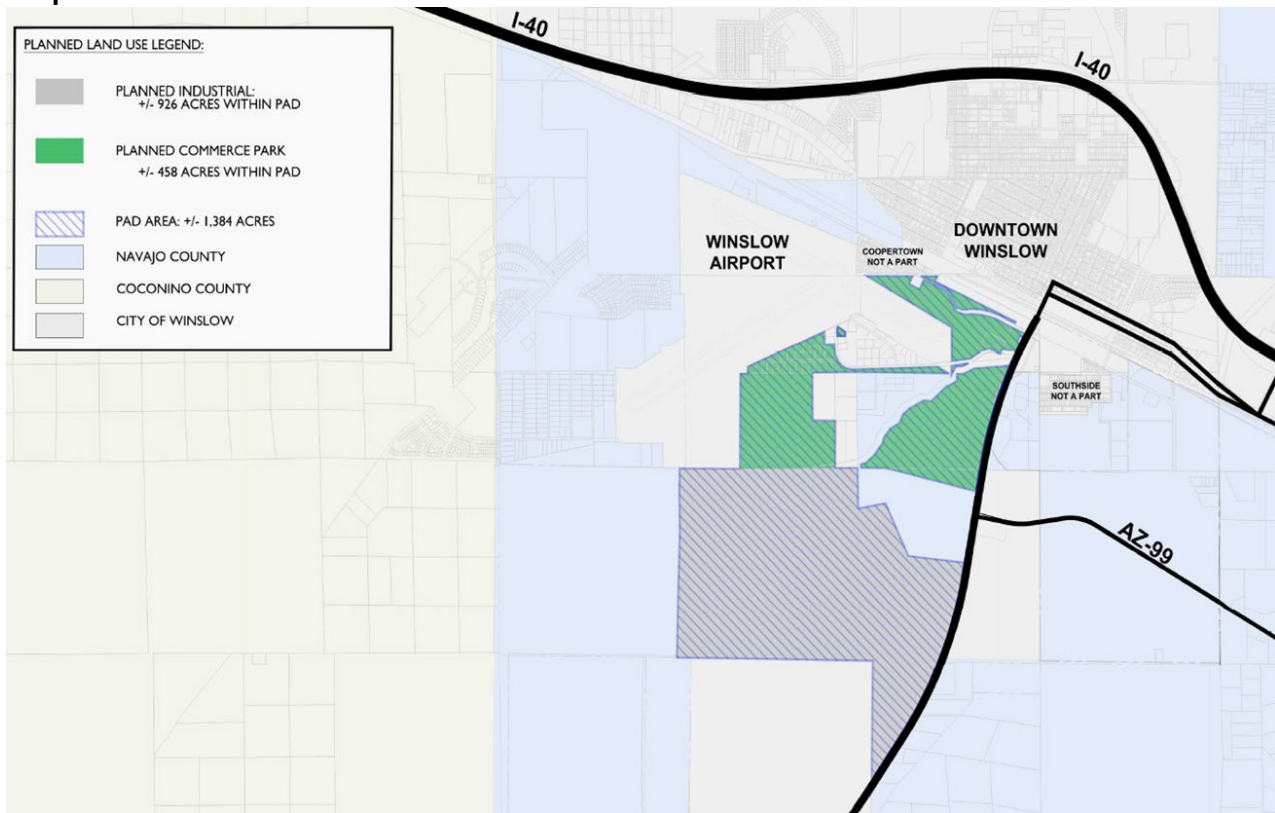 I-40
I-40
PLANNED LAND USE LEGEND:
PLANNED INDUSTRIAL:
+/- 926 ACRES WITHIN PAD
PLANNED COMMERCE PARK
+/- 458 ACRES WITHIN PAD
PAD AREA: +/- 1,384 ACRES
NAVAJO COUNTY
COCONINO COUNTY
CITY OF WINSLOW
WINSLOW
AIRPORT
COOPERTOWN
NOT A PART
DOWNTOWN
WINSLOW
SOUTHSIDE
NOT A PART
AZ-99